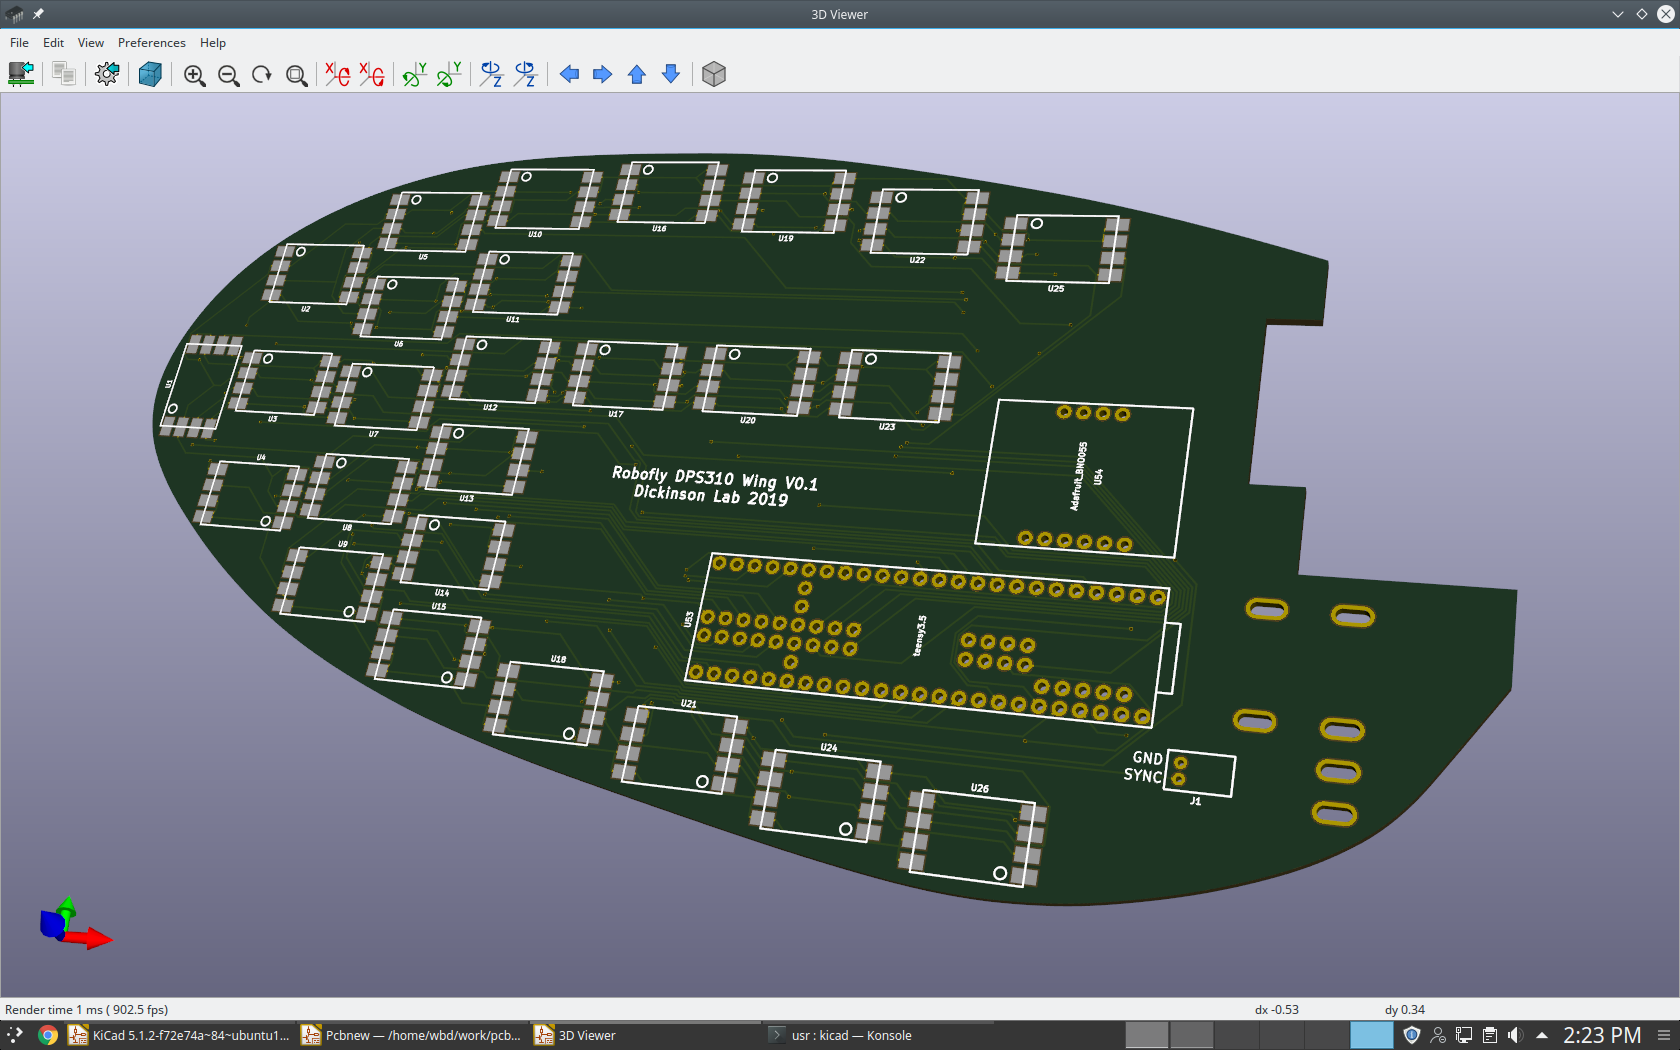 3D Viewer
File Edit View Preferences Help
U10
U16
U19
U5
U22
U25
U2
U11
U6
U1
U3
U12
U17
U20
U23
U7
U4
U13
Robofly DPS310 Wing V0.1
Dickinson Lab 2019
Adafruit_BNO055
U54
U8
U9
U14
U15
U53
teensy3.5
U18
U21
U24
U26
GND
SYNC
J1
Render time 1 ms ( 902.5 fps)
dx -0.53
dy 0.34
KiCad 5.1.2-f72e74a~84~ubuntu1...
Pcbnew — /home/wbd/work/pcb...
3D Viewer
usr : kicad — Konsole
2:23 PM